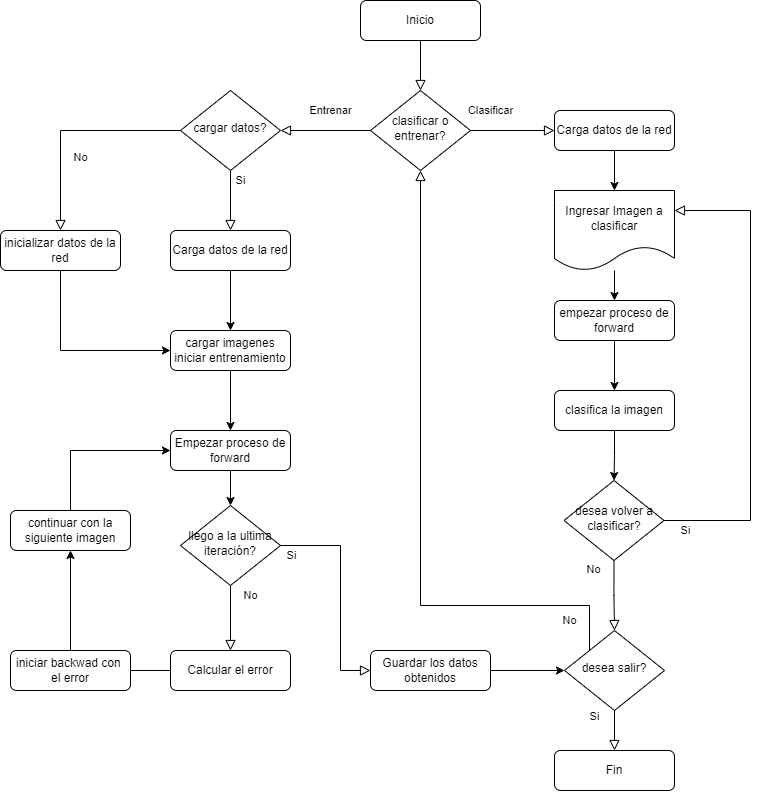 Inicio
Entrenar
Clasificar
cargar datos?
clasificar o
entrenar?
Carga datos de la red
No
Si
Ingresar Imagen a
clasificar
inicializar datos de la
red
Carga datos de la red
empezar proceso de
forward
cargar imagenes
iniciar entrenamiento
clasifica la imagen
Empezar proceso de
forward
desea volver a
clasificar?
Si
continuar con la
siguiente imagen
llego a la ultima
iteración?
Si
No
No
No
iniciar backwad con
el error
Calcular el error
Guardar los datos
obtenidos
desea salir?
Si
Fin